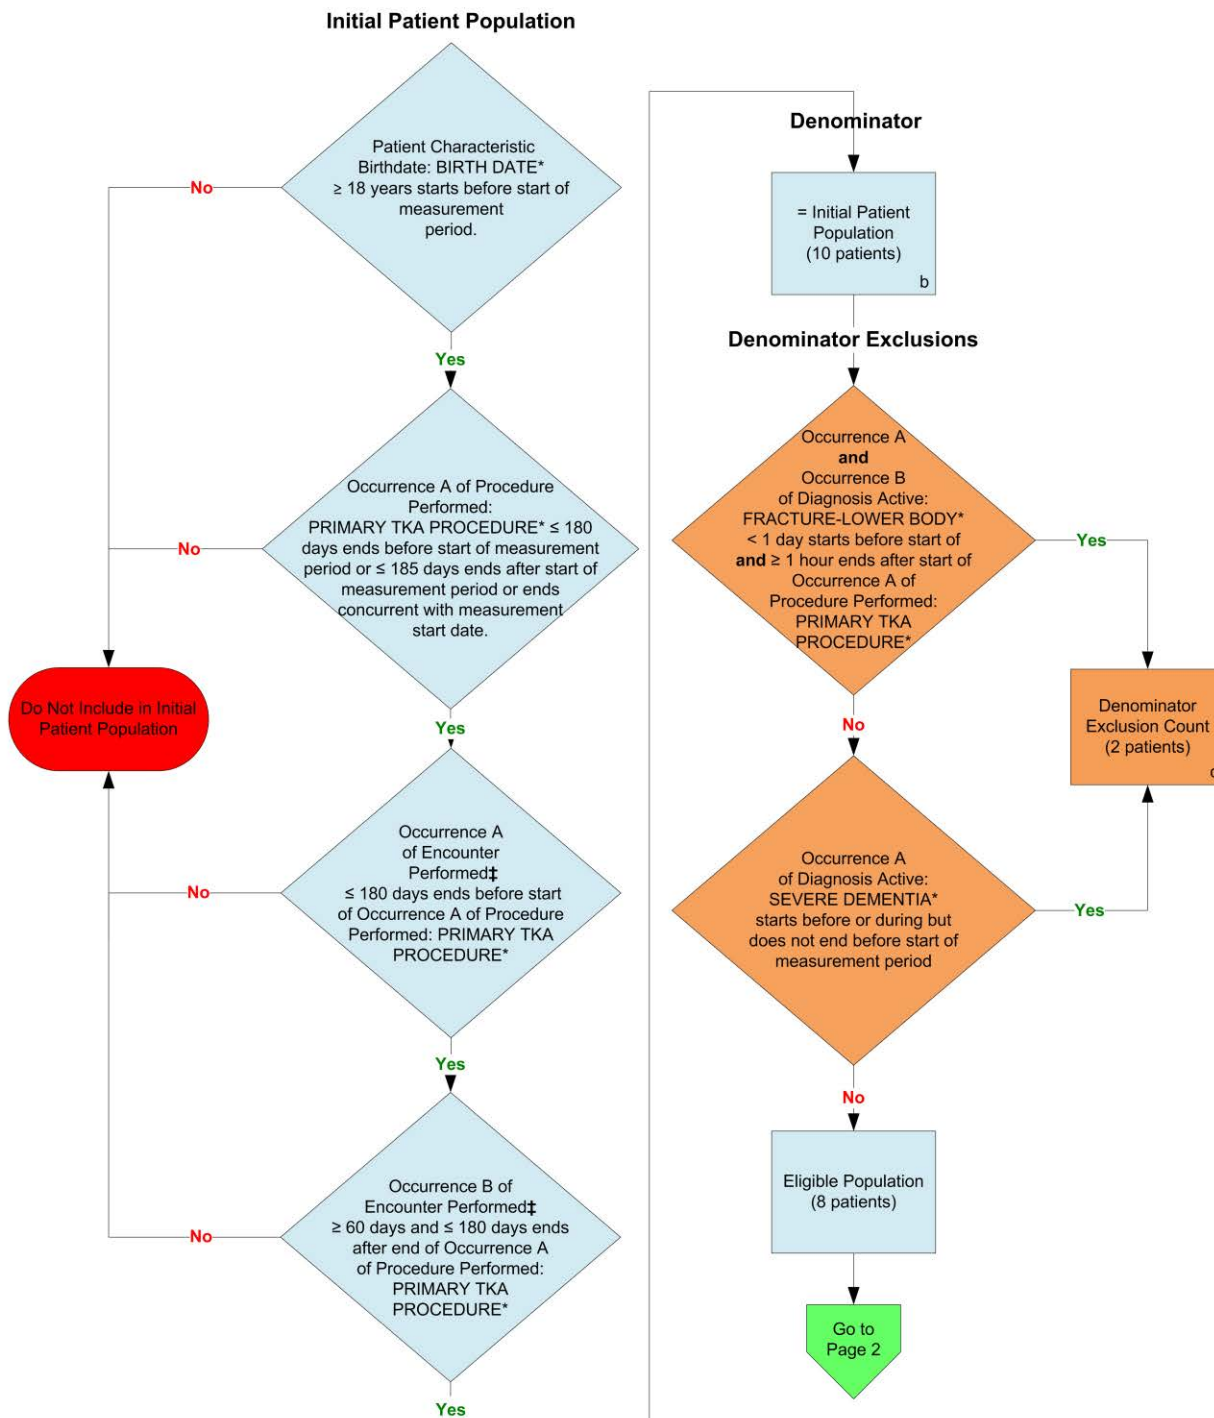 Initial Patient Population
Patient Characteristic
Birthdate: BIRTH DATE*
≥ 18 years starts before start of
measurement
period.
No
Yes
Occurrence A of Procedure
Performed:
PRIMARY TKA PROCEDURE* ≤ 180
days ends before start of measurement
period or ≤ 185 days ends after start of
measurement period or ends
concurrent with measurement
start date.
No
Do Not Include in Initial
Patient Population
Yes
Occurrence A
of Encounter
Performed‡
≤ 180 days ends before start
of Occurrence A of Procedure
Performed: PRIMARY TKA
PROCEDURE*
No
Yes
Occurrence B of
Encounter Performed‡
≥ 60 days and ≤ 180 days ends
after end of Occurrence A
of Procedure Performed:
PRIMARY TKA
PROCEDURE*
No
Yes
Denominator
= Initial Patient
Population
(10 patients)
b
Denominator Exclusions
Occurrence A
and
Occurrence B
of Diagnosis Active:
FRACTURE-LOWER BODY*
< 1 day starts before start of
and ≥ 1 hour ends after start of
Occurrence A of
Procedure Performed:
PRIMARY TKA
PROCEDURE*
Yes
No
Denominator
Exclusion Count
(2 patients)
Occurrence A
of Diagnosis Active:
SEVERE DEMENTIA*
starts before or during but
does not end before start of
measurement period
Yes
No
Eligible Population
(8 patients)
Go to
Page 2